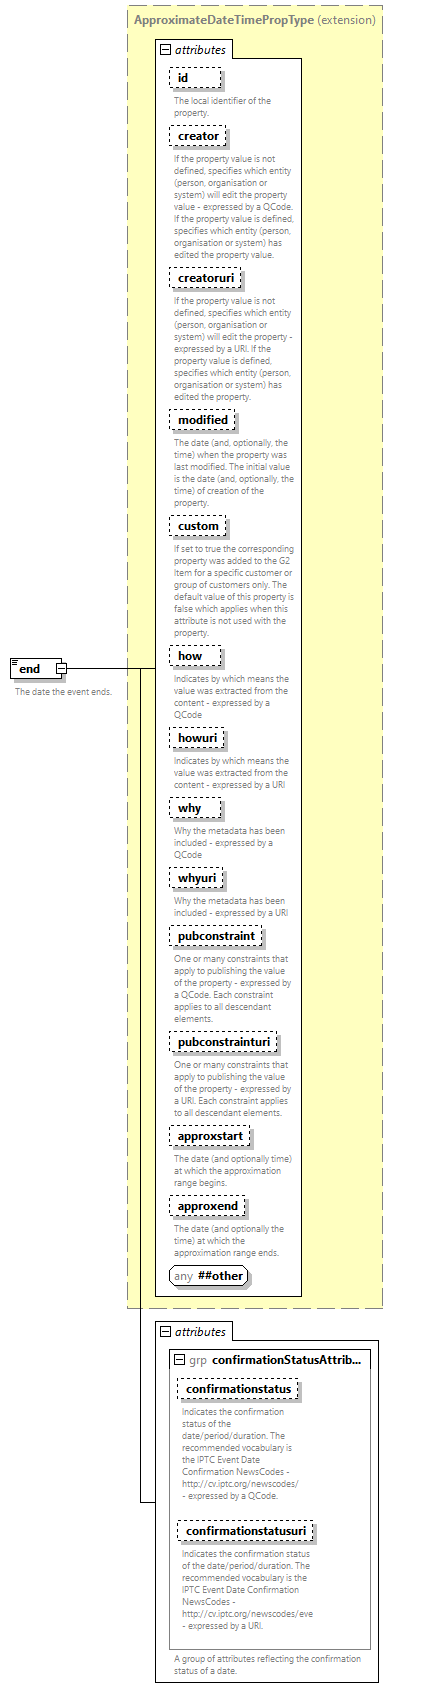 ApproximateDateTimePropType (extension)
attributes
id
The local identifier of the
property.
creator
If the property value is not
defined, specifies which entity
(person, organisation or
system) will edit the property
value - expressed by a QCode.
If the property value is defined,
specifies which entity (person,
organisation or system) has
edited the property value.
creatoruri
If the property value is not
defined, specifies which entity
(person, organisation or
system) will edit the property -
expressed by a URI. If the
property value is defined,
specifies which entity (person,
organisation or system) has
edited the property.
modified
The date (and, optionally, the
time) when the property was
last modified. The initial value
is the date (and, optionally, the
time) of creation of the
property.
custom
If set to true the corresponding
property was added to the G2
Item for a specific customer or
group of customers only. The
default value of this property is
false which applies when this
attribute is not used with the
property.
how
Indicates by which means the
value was extracted from the
content - expressed by a
QCode
end
The date the event ends.
howuri
Indicates by which means the
value was extracted from the
content - expressed by a URI
why
Why the metadata has been
included - expressed by a
QCode
whyuri
Why the metadata has been
included - expressed by a URI
pubconstraint
One or many constraints that
apply to publishing the value
of the property - expressed by
a QCode. Each constraint
applies to all descendant
elements.
pubconstrainturi
One or many constraints that
apply to publishing the value
of the property - expressed by
a URI. Each constraint applies
to all descendant elements.
approxstart
The date (and optionally time)
at which the approximation
range begins.
approxend
The date (and optionally the
time) at which the
approximation range ends.
any ##other
attributes
grp confirmationStatusAttrib...
confirmationstatus
Indicates the confirmation
status of the
date/period/duration. The
recommended vocabulary is
the IPTC Event Date
Confirmation NewsCodes -
http://cv.iptc.org/newscodes/
- expressed by a QCode.
confirmationstatusuri
Indicates the confirmation status
of the date/period/duration. The
recommended vocabulary is the
IPTC Event Date Confirmation
NewsCodes -
http://cv.iptc.org/newscodes/eve
- expressed by a URI.
A group of attributes reflecting the confirmation
status of a date.